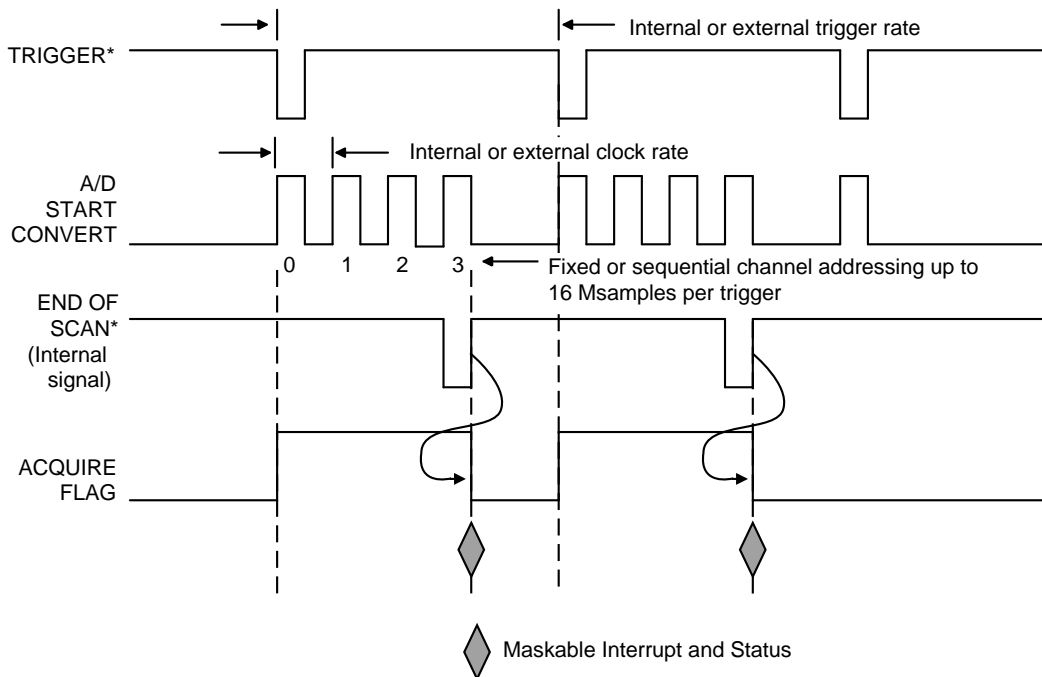 Internal or external trigger rate
TRIGGER*
Internal or external clock rate
A/D
START
CONVERT
0 1 2 3
Fixed or sequential channel addressing up to
16 Msamples per trigger
END OF
SCAN*
(Internal
signal)
ACQUIRE
FLAG
Maskable Interrupt and Status